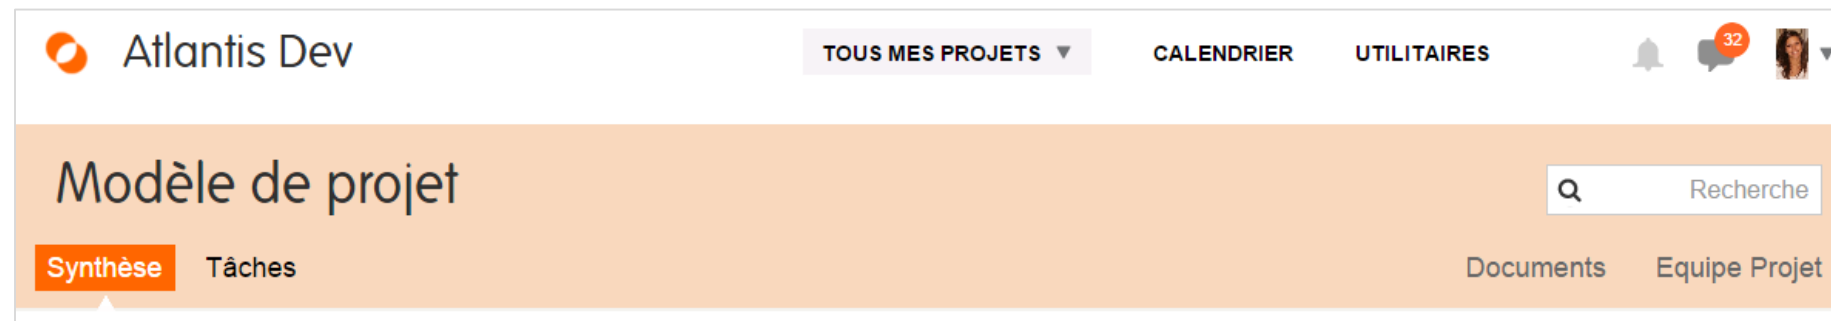 Atlantis Dev
TOUS MES PROJETS
CALENDRIER
UTILITAIRES
32
Modèle de projet
Recherche
Synthèse
Tâches
Documents
Equipe Projet